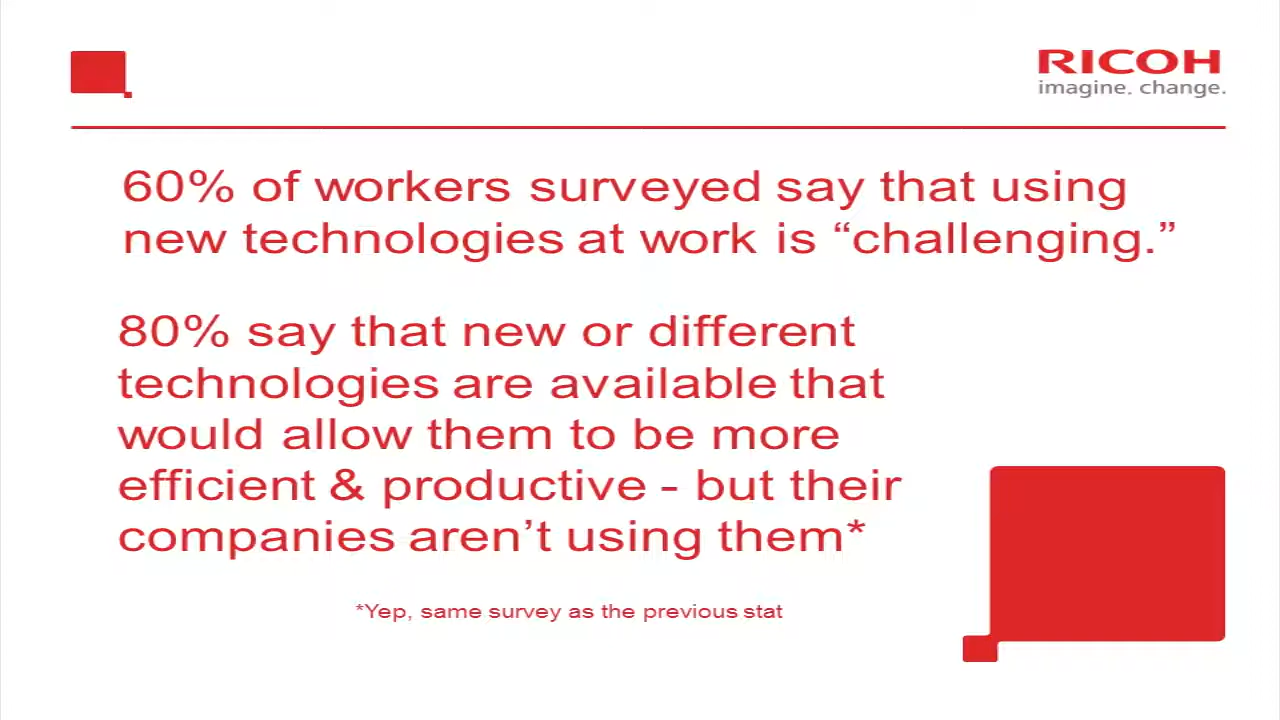 RICOH
imagine. change.
60% of workers surveyed say that using
new technologies at work is “challenging.”
80% say that new or different
technologies are available that
would allow them to be more
efficient & productive - but their
companies aren’t using them*
*Yep, same survey as the previous stat